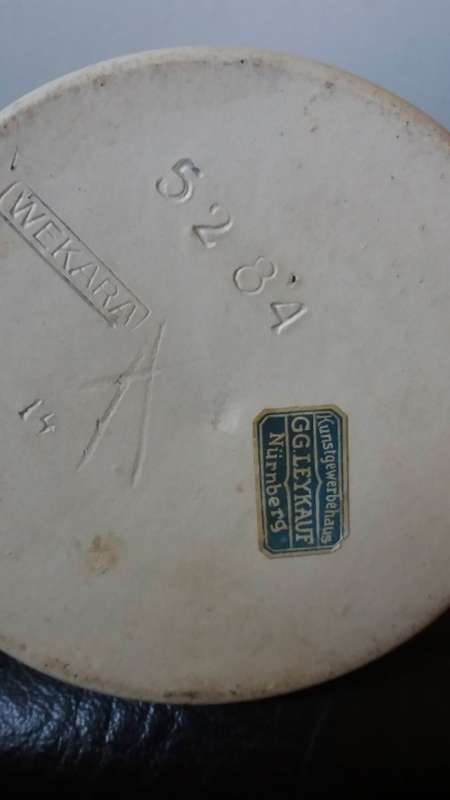 5284
WEKARA
A
14
Kunstgewerbehaus
GG.LEYKAUF
Nürnberg